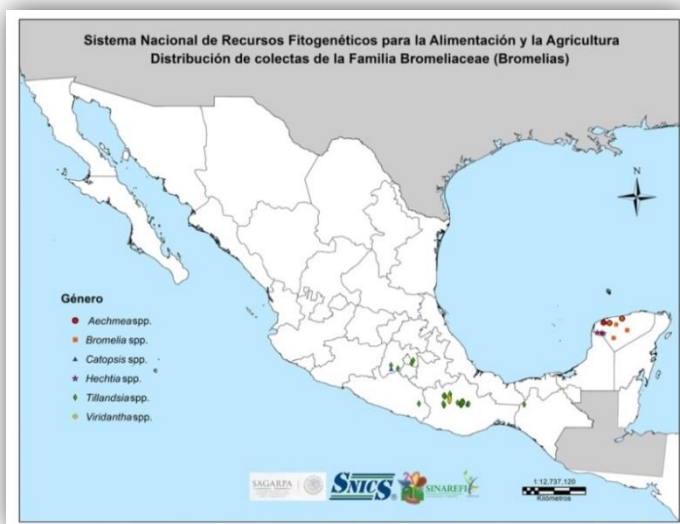 Sistema Nacional de Recursos Fitogenéticos para la Alimentación y la Agricultura
Distribución de colectas de la Familia Bromeliaceae (Bromelias)
N
Género
Aechmea spp.
Bromelia spp.
Catopsis spp.
Hechtia spp.
Tillandsia spp.
Viridantha spp.
SAGARPA
SNICS
SINAREFI
1:12,737,120
Kilómetros